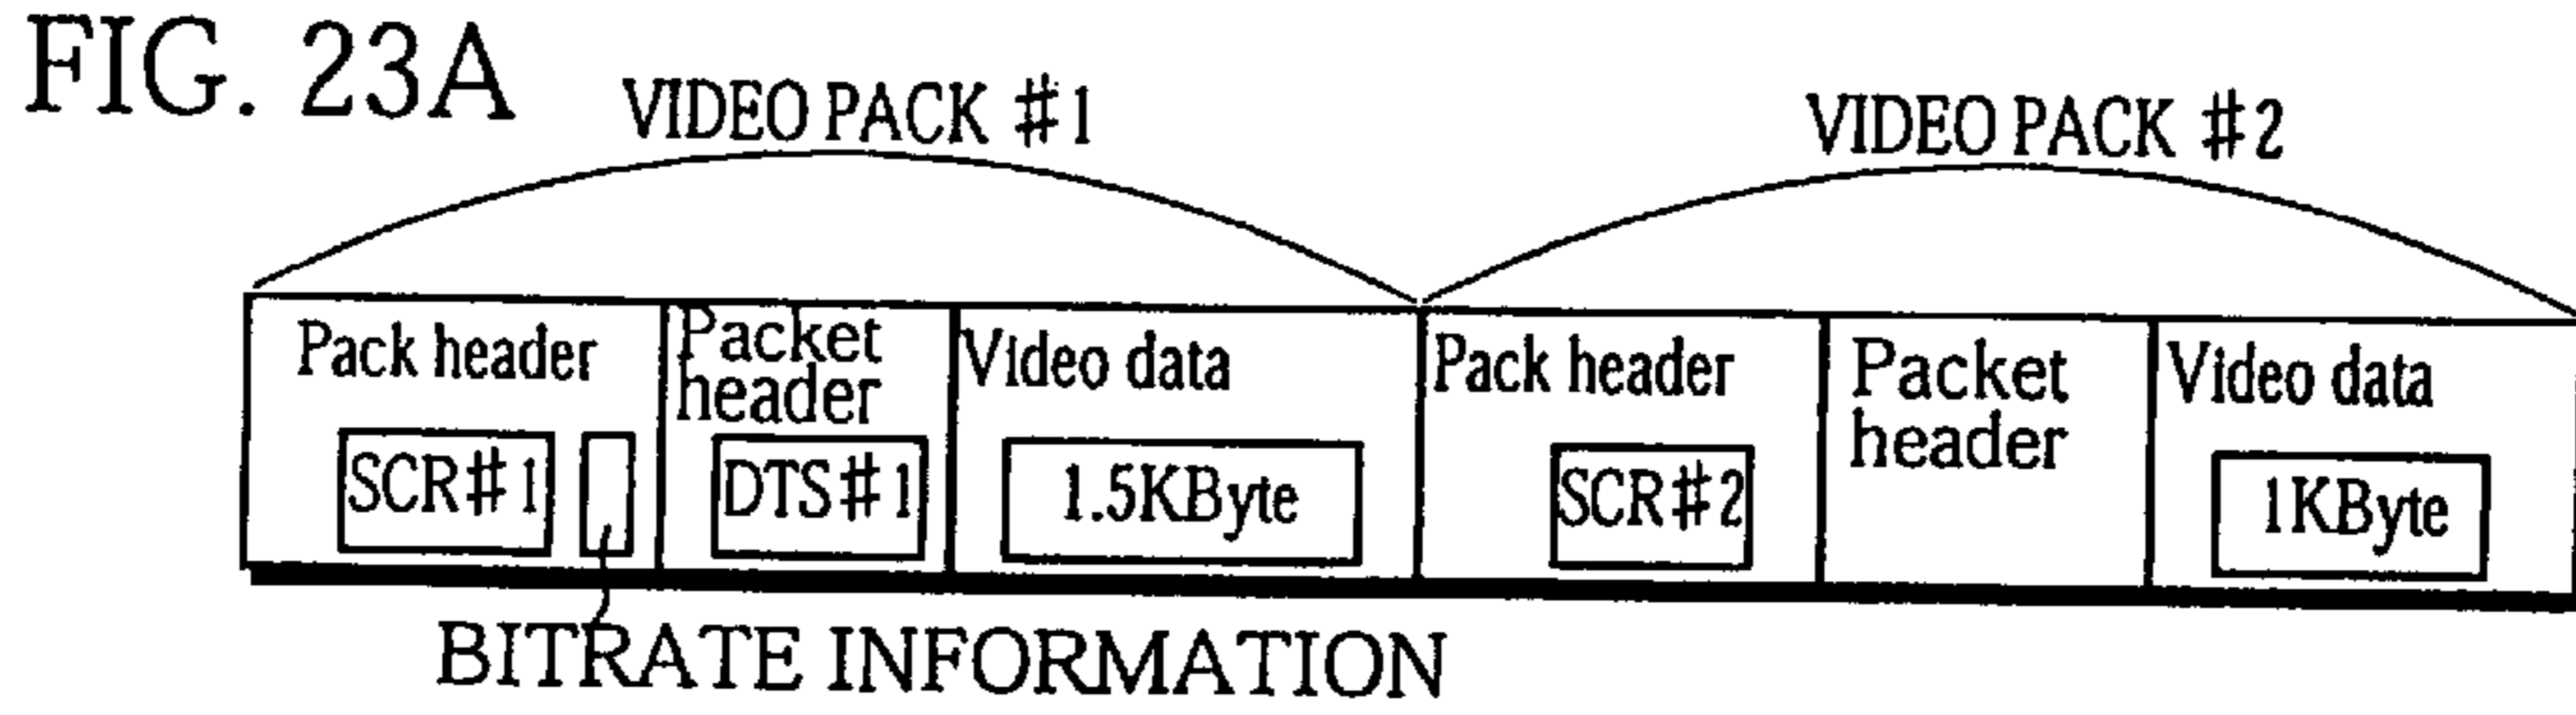 FIG. 23A
VIDEO PACK #1
VIDEO PACK #2
Pack header
Packet
header
Video data
Pack header
Packet
header
Video data
SCR#1
DTS#1
1.5KByte
SCR#2
1KByte
BITRATE INFORMATION